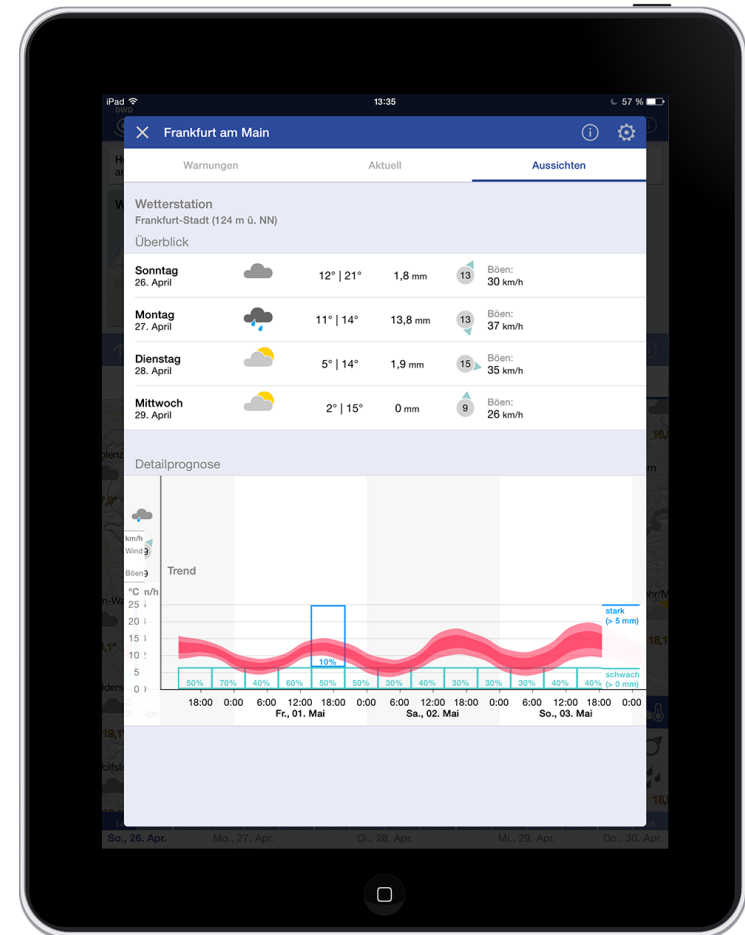 iPad 13:35 57 %
DWD
Frankfurt am Main
Warnungen Aktuell Aussichten
Wetterstation
Frankfurt-Stadt (124 m ü. NN)
Überblick
Sonntag 12° | 21° 1,8 mm 13 Böen:
26. April 30 km/h
Montag 11° | 14° 13,8 mm 13 Böen:
27. April 37 km/h
Dienstag 5° | 14° 1,9 mm 15 Böen:
28. April 35 km/h
Mittwoch 2° | 15° 0 mm 9 Böen:
29. April 26 km/h
Detailprognose
km/h
Wind
Böen
Trend
°C
25
20
15
10
5
0
stark
(> 5 mm)
10%
schwach
(> 0 mm)
50% 70% 40% 60% 50% 50% 30% 40% 30% 30% 30% 40% 40%
18:00 0:00 6:00 12:00 18:00 0:00 6:00 12:00 18:00 0:00 6:00 12:00 18:00 0:00
Fr., 01. Mai Sa., 02. Mai So., 03. Mai
So., 26. Apr. Mo., 27. Apr. Di., 28. Apr. Mi., 29. Apr. Do., 30. Apr.